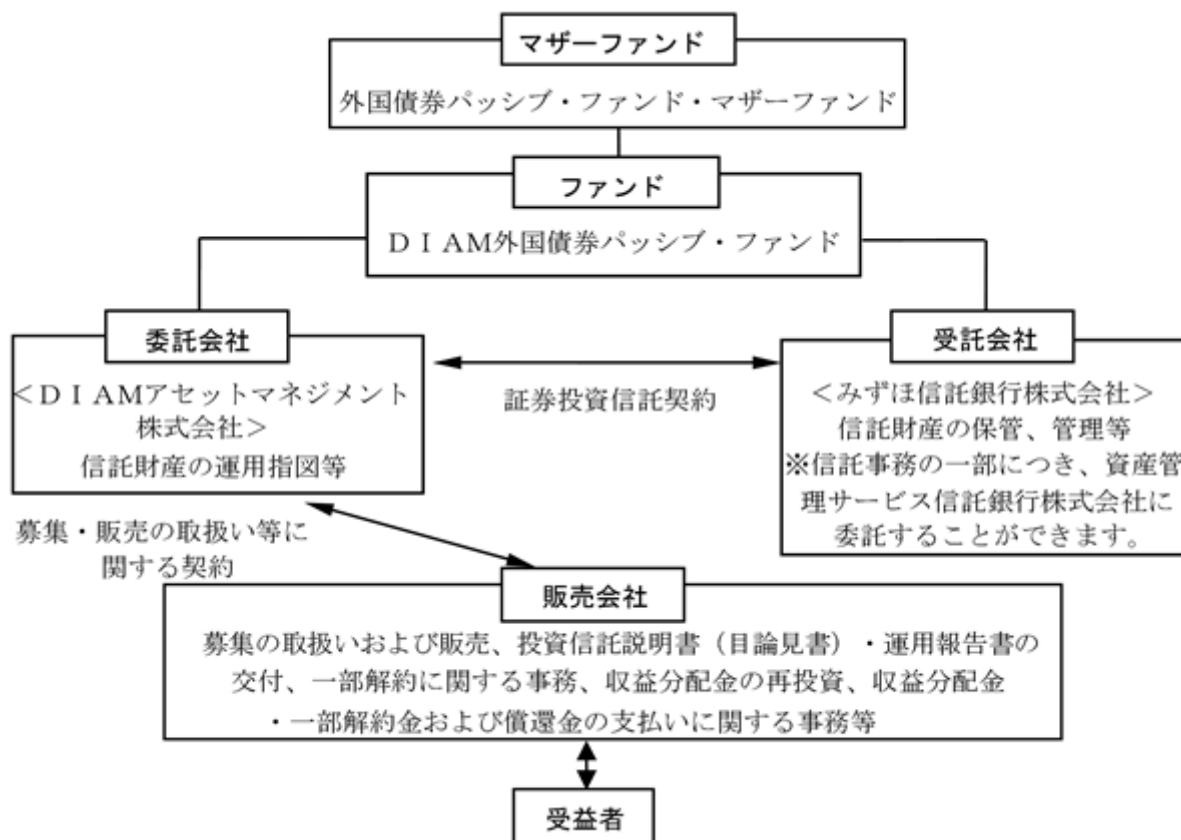 マザーファンド
外国債券パッシブ・ファンド・マザーファンド
ファンド
ＤＩＡＭ外国債券パッシブ・ファンド
委託会社
＜ＤＩＡＭアセットマネジメント
株式会社＞
信託財産の運用指図等
証券投資信託契約
受託会社
＜みずほ信託銀行株式会社＞
信託財産の保管、管理等
※信託事務の一部につき、資産管
理サービス信託銀行株式会社に
委託することができます。
募集・販売の取扱い等に
関する契約
販売会社
募集の取扱いおよび販売、投資信託説明書（目論見書）・運用報告書の
交付、一部解約に関する事務、収益分配金の再投資、収益分配金
・一部解約金および償還金の支払いに関する事務等
受益者